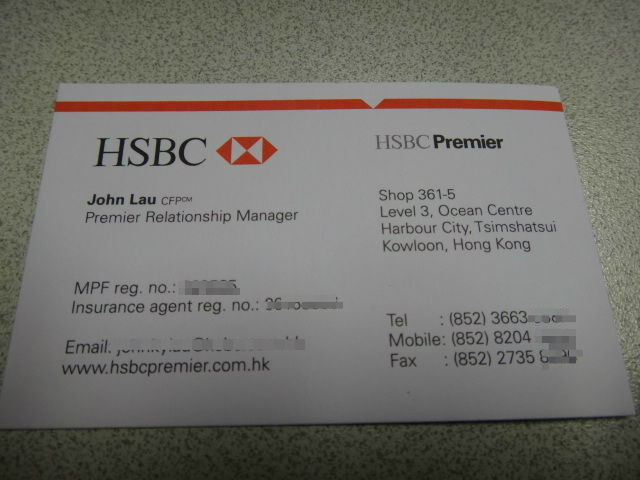 HSBC
HSBC Premier
John Lau CFP CM
Premier Relationship Manager
Shop 361-5
Level 3, Ocean Centre
Harbour City, Tsimshatsui
Kowloon, Hong Kong
MPF reg. no.:
Insurance agent reg. no.:
Email.
www.hsbcpremier.com.hk
Tel : (852) 3663
Mobile: (852) 8204
Fax : (852) 2735